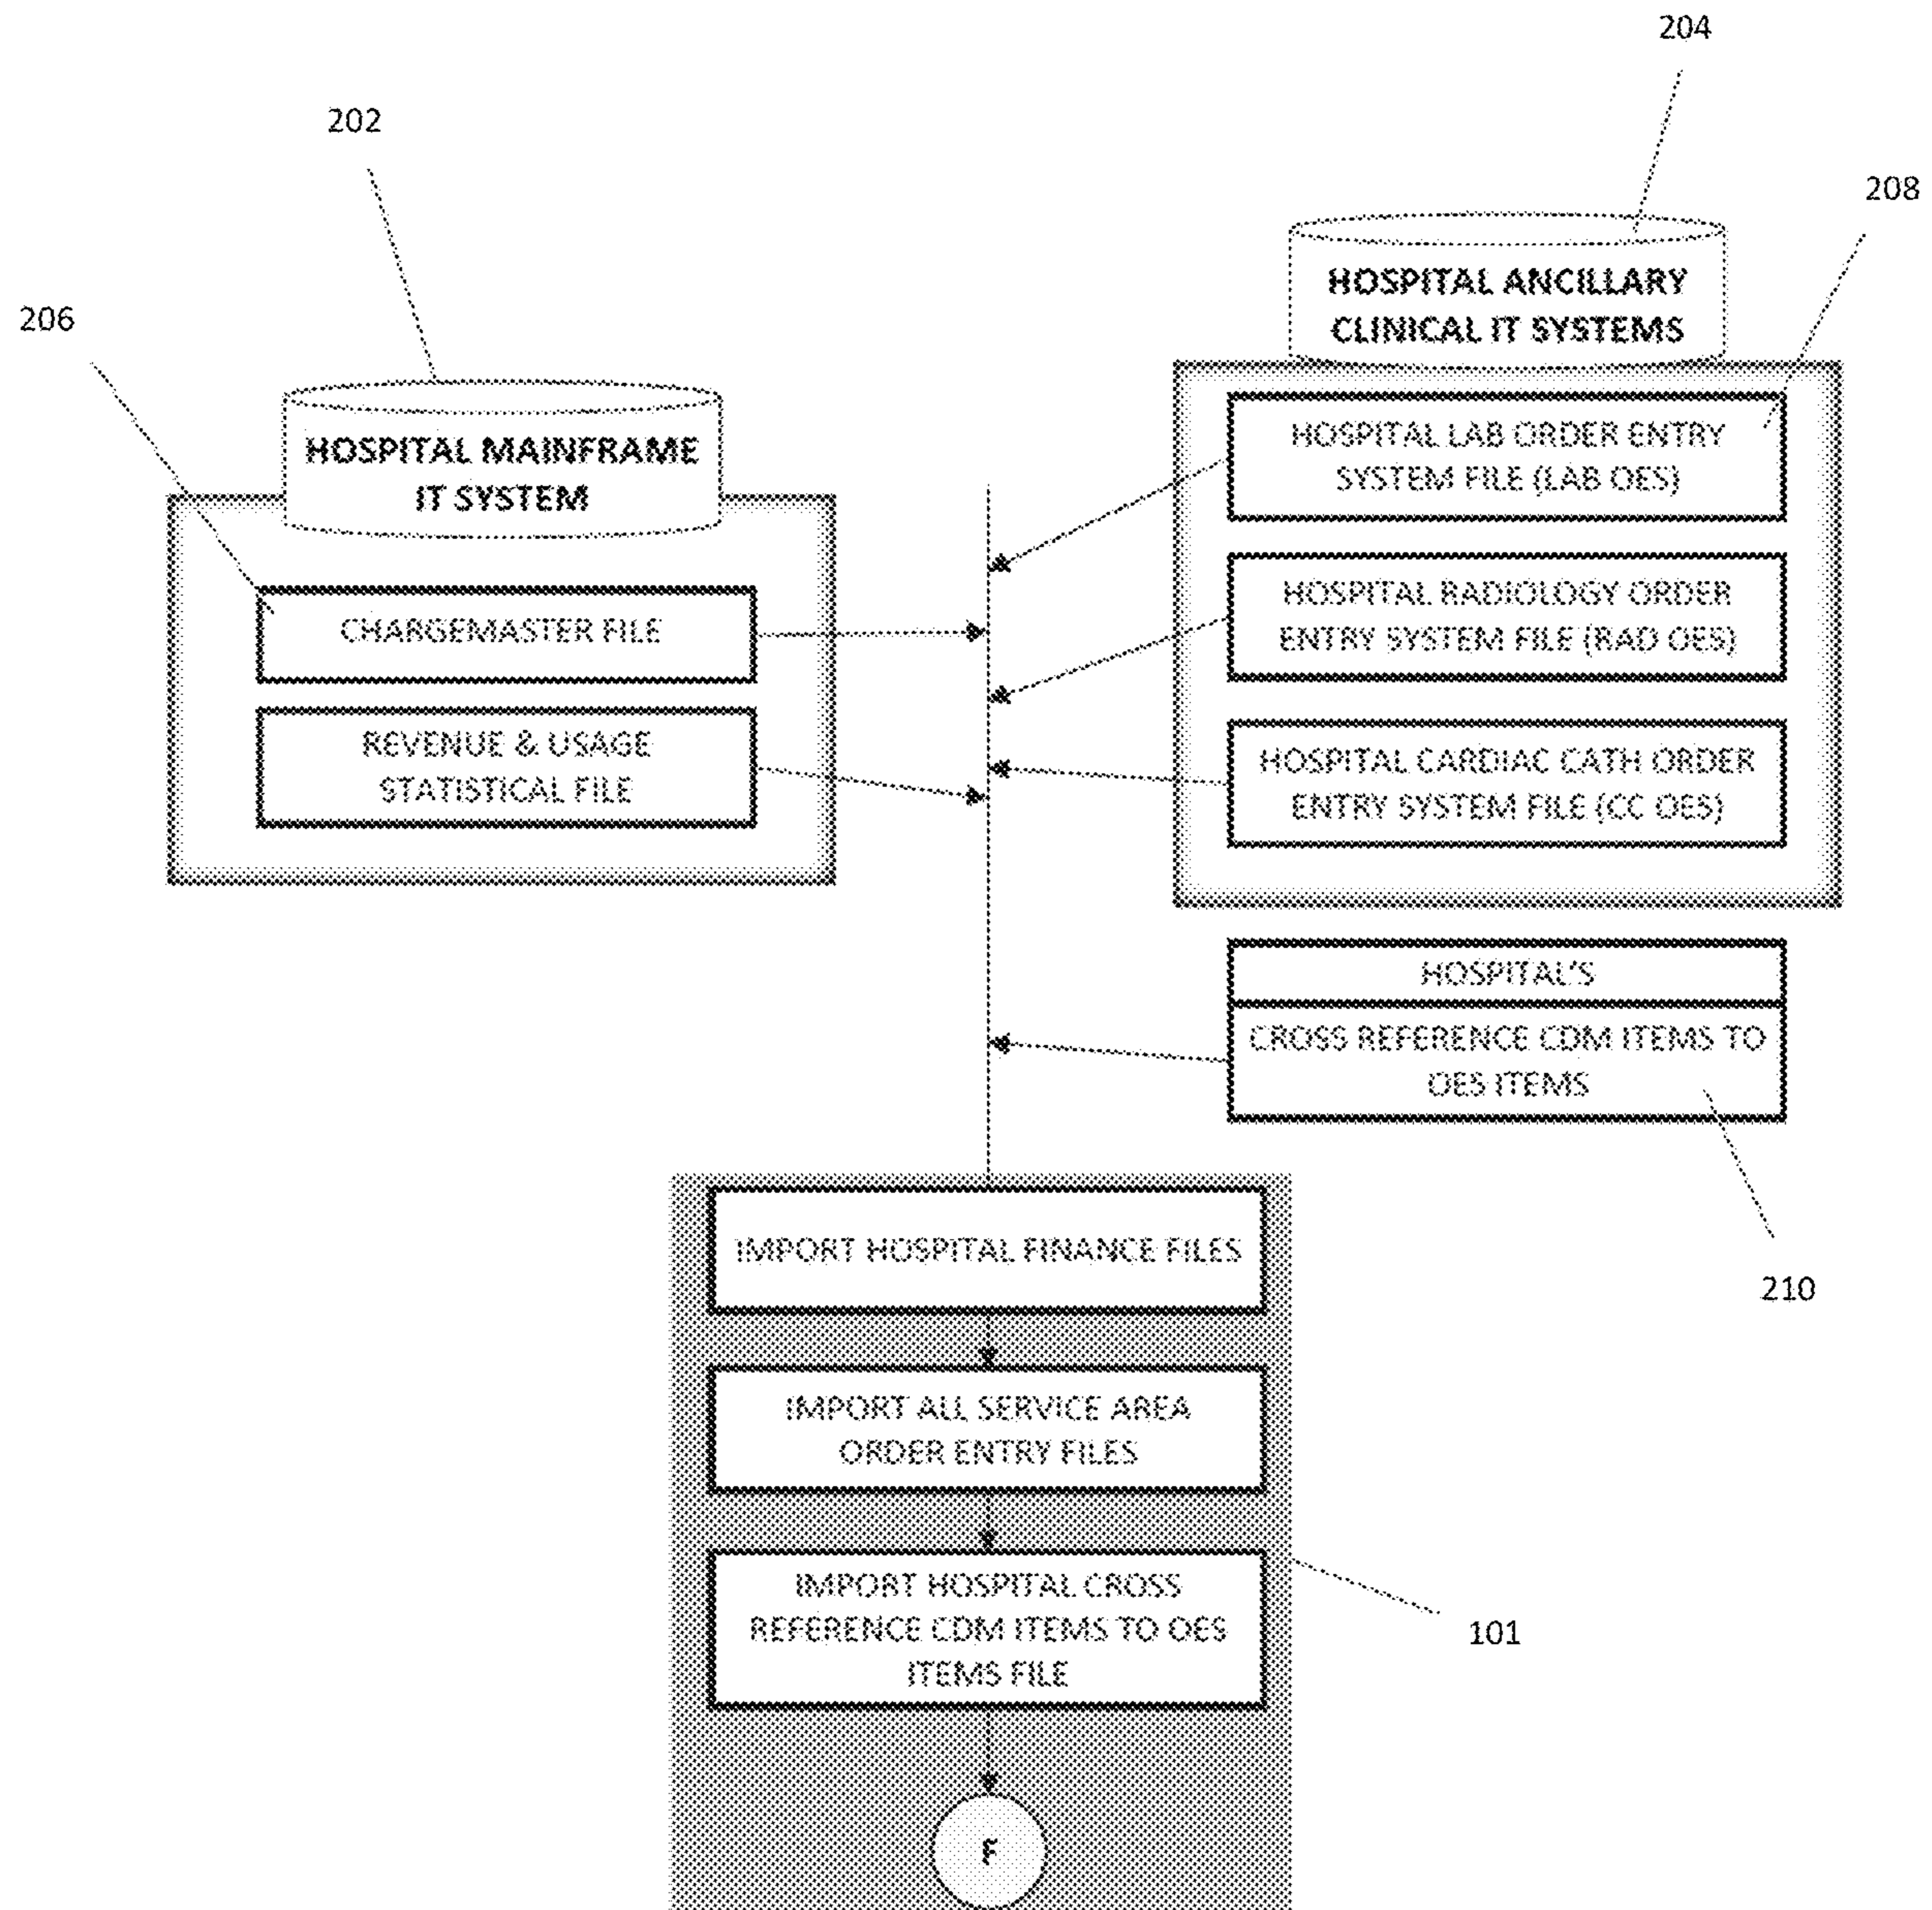 204
202
208
HOSPITAL ANCILLARY
CLINICAL IT SYSTEMS
206
HOSPITAL LAB ORDER ENTRY
SYSTEM FILE (LAB OES)
HOSPITAL MAINFRAME
IT SYSTEM
HOSPITAL RADIOLOGY ORDER
ENTRY SYSTEM FILE (RAD OES)
CHARGEMASTER FILE
REVENUE & USAGE
STATISTICAL FILE
HOSPITAL CARDIAC CATH ORDER
ENTRY SYSTEM FILE (CC OES)
HOSPITAL'S
CROSS REFERENCE CDM ITEMS TO
OES ITEMS
210
IMPORT HOSPITAL FINANCE FILES
IMPORT ALL SERVICE AREA
ORDER ENTRY FILES
IMPORT HOSPITAL CROSS
REFERENCE CDM ITEMS TO OES
ITEMS FILE
101
F